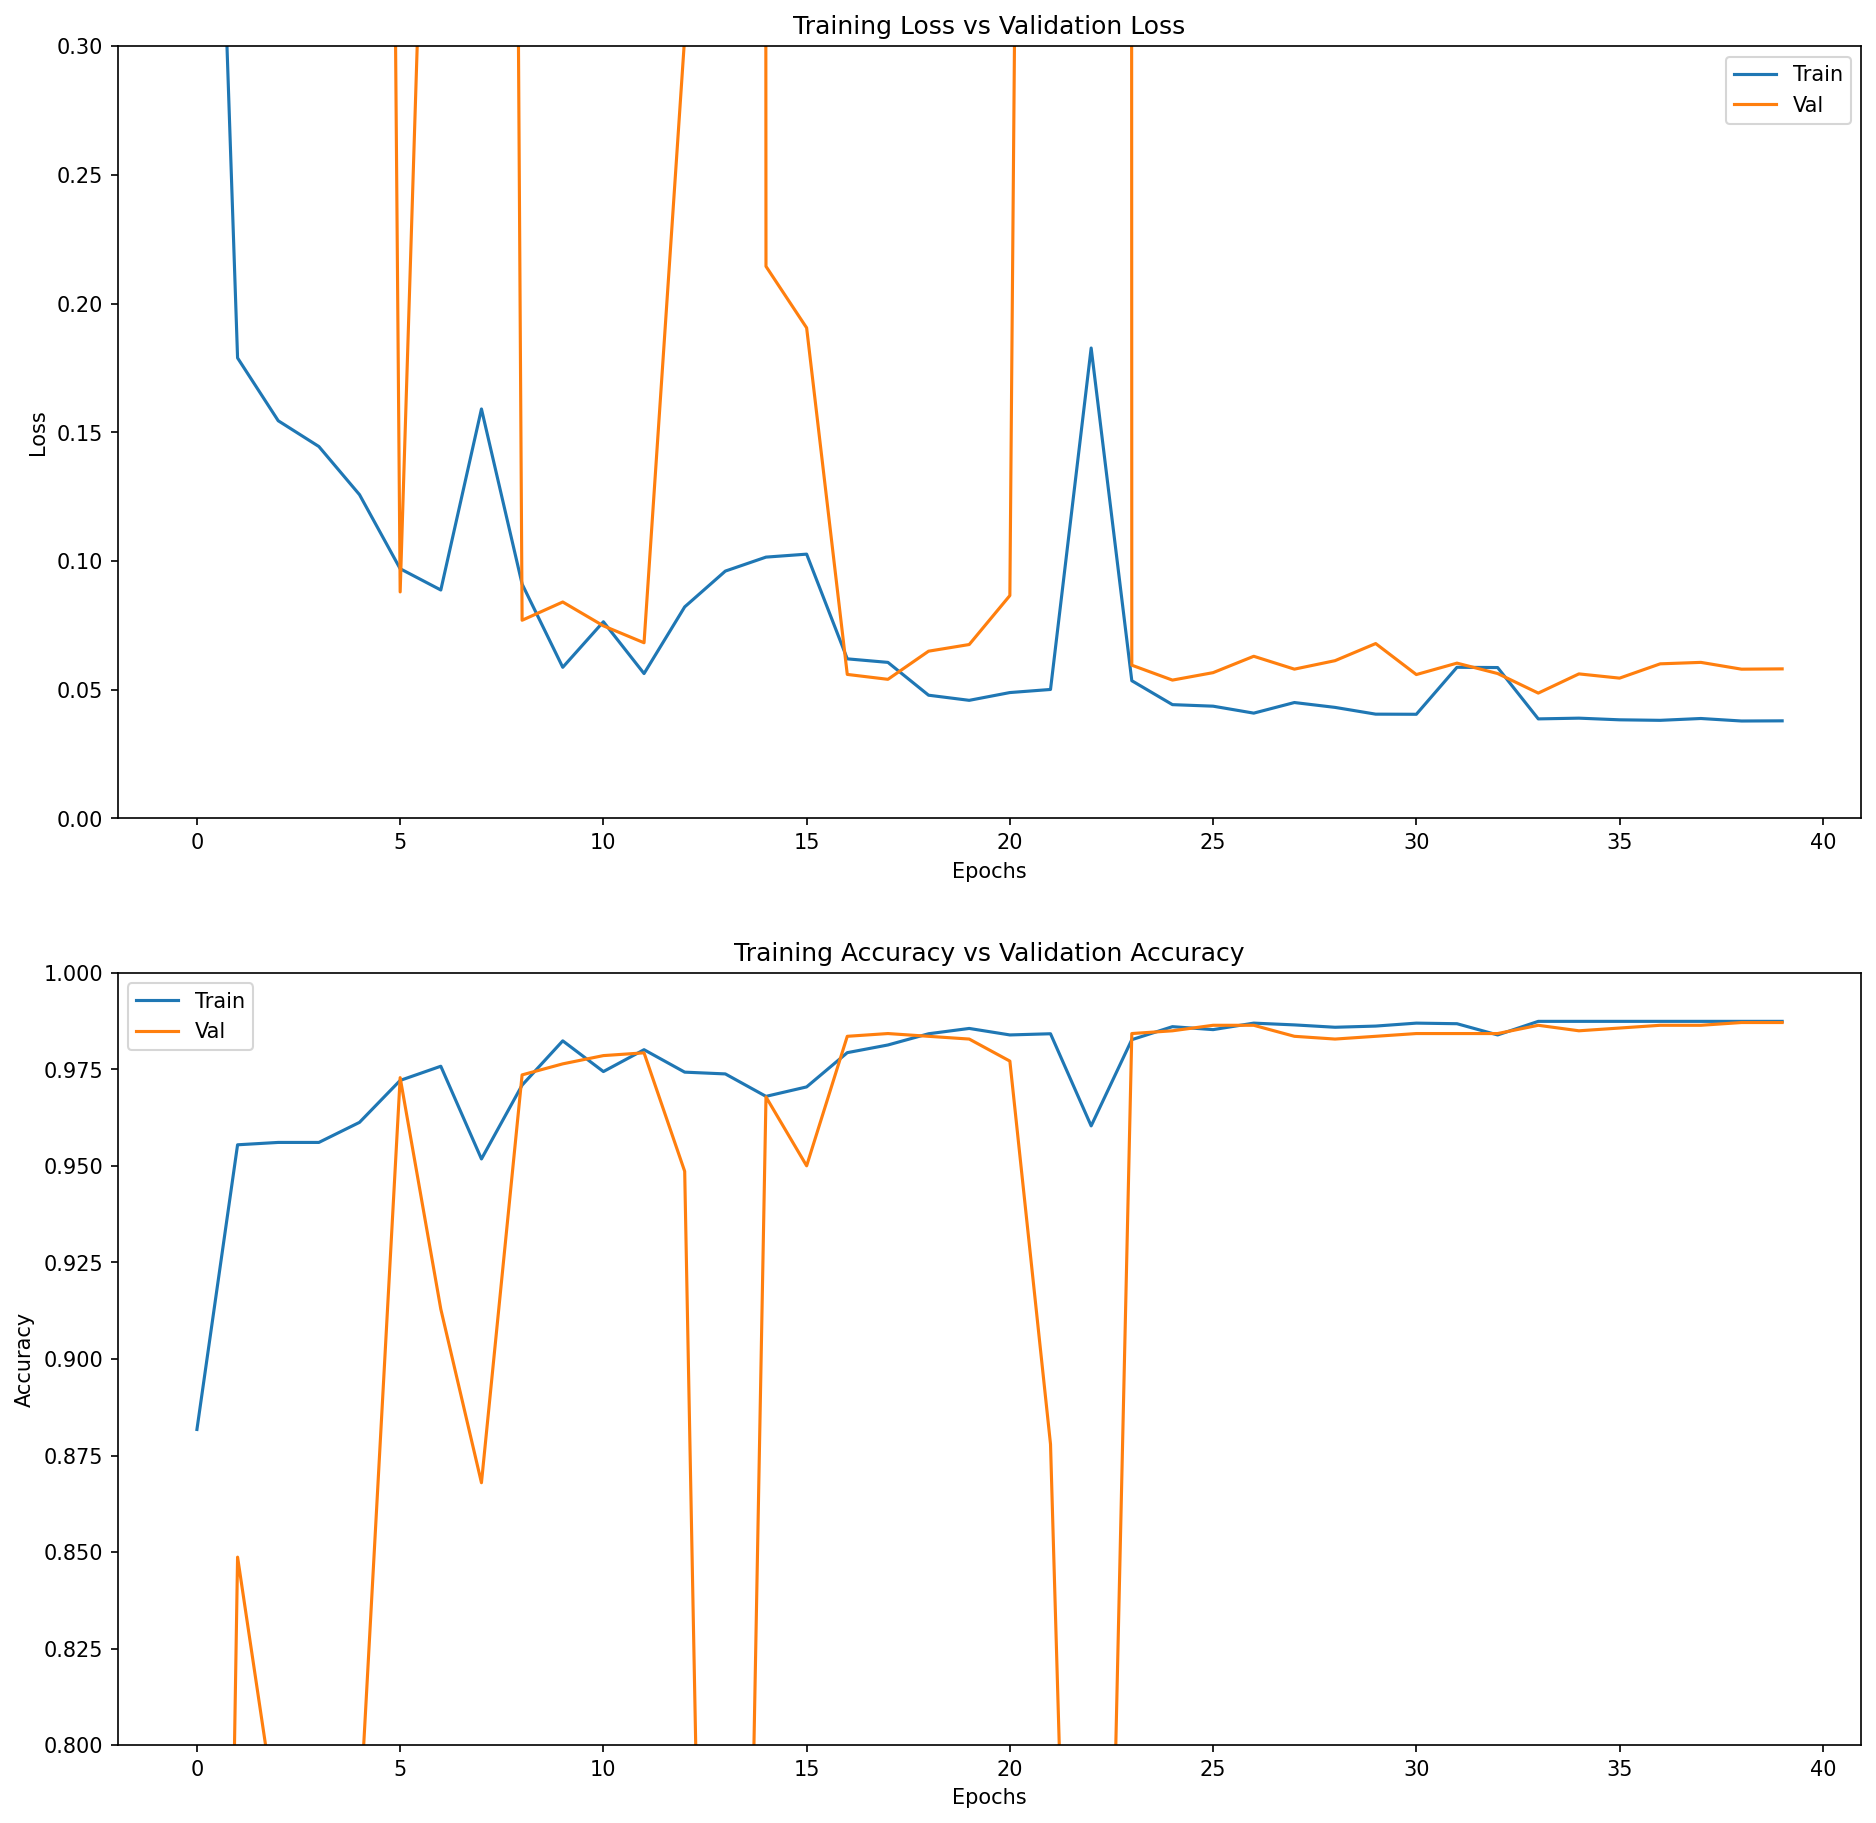 Training Loss vs Validation Loss
0.30
0.25
0.20
0.15
0.10
0.05
0.00
Loss
Train
Val
0 5 10 15 20 25 30 35 40
Epochs
Training Accuracy vs Validation Accuracy
1.000
0.975
0.950
0.925
0.900
0.875
0.850
0.825
0.800
Accuracy
Train
Val
0 5 10 15 20 25 30 35 40
Epochs